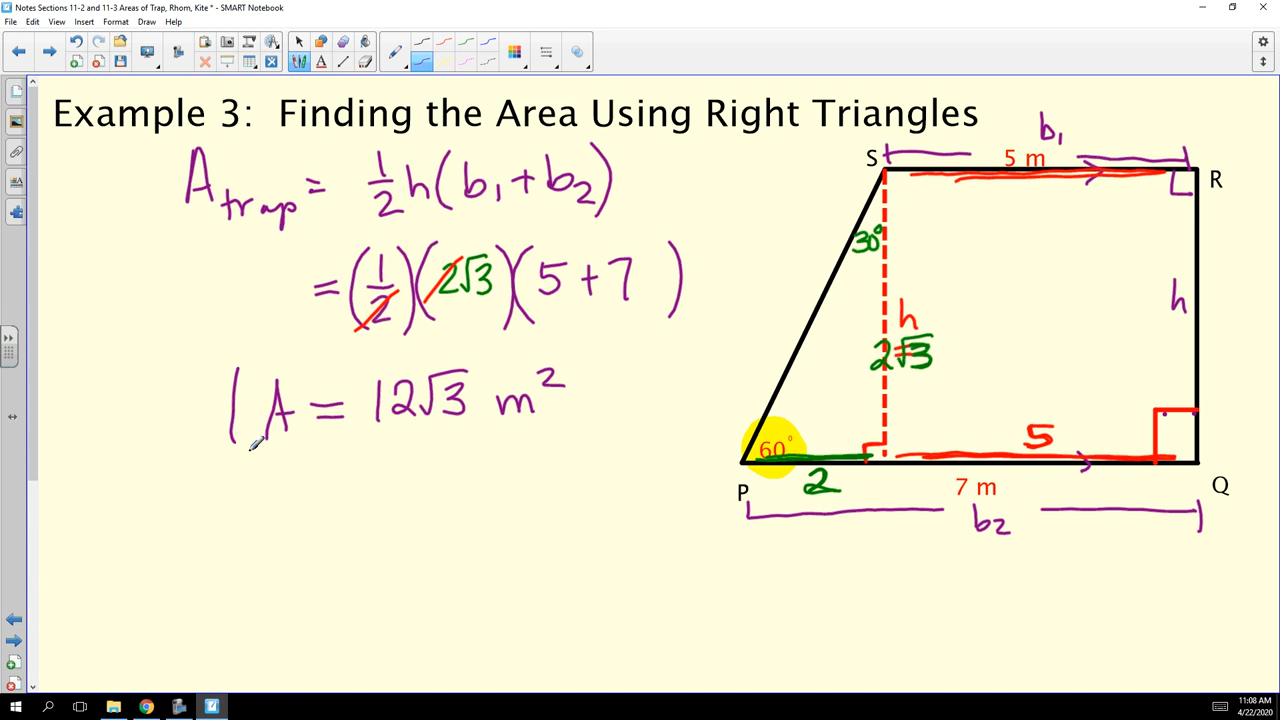 Notes Sections 11-2 and 11-3 Areas of Trap, Rhom, Kite * - SMART Notebook
File Edit View Insert Format Draw Help
Example 3: Finding the Area Using Right Triangles
A trap = 1/2 h(b₁ + b₂)
= (1/2)(2√3)(5 + 7)
A = 12√3 m²
b₁
S 5 m R
30°
h
h
=
2√3
60° 5
P 2 7 m Q
b₂
11:08 AM
4/22/2020